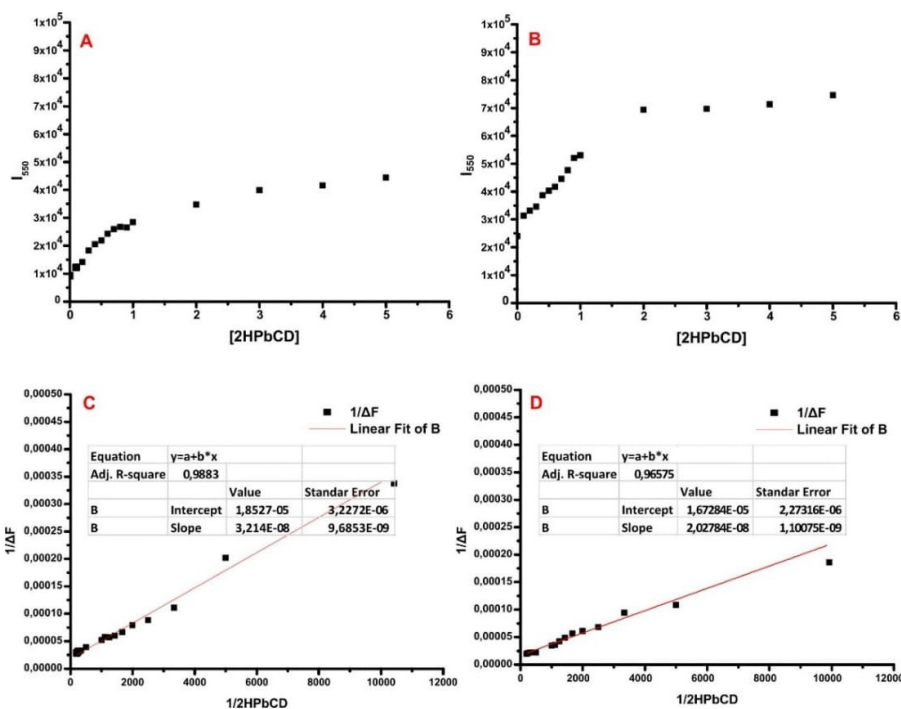 A
1x10⁵
9x10⁴
8x10⁴
7x10⁴
6x10⁴
5x10⁴
4x10⁴
3x10⁴
2x10⁴
1x10⁴
0
I₅₅₀
0 1 2 3 4 5 6
[2HPbCD]
B
1x10⁵
9x10⁴
8x10⁴
7x10⁴
6x10⁴
5x10⁴
4x10⁴
3x10⁴
2x10⁴
1x10⁴
0
I₅₅₀
0 1 2 3 4 5 6
[2HPbCD]
C
0,00050
0,00045
0,00040
0,00035
0,00030
0,00025
0,00020
0,00015
0,00010
0,00005
0,00000
1/ΔF
1/ΔF
Linear Fit of B
Equation y=a+b*x
Adj. R-square 0,9883
Value Standar Error
B Intercept 1,8527-05 3,2272E-06
B Slope 3,214E-08 9,6853E-09
0 2000 4000 6000 8000 10000 12000
1/2HPbCD
D
0,00050
0,00045
0,00040
0,00035
0,00030
0,00025
0,00020
0,00015
0,00010
0,00005
0,00000
1/ΔF
1/ΔF
Linear Fit of B
Equation y=a+b*x
Adj. R-square 0,96575
Value Standar Error
B Intercept 1,67284E-05 2,27316E-06
B Slope 2,02784E-08 1,10075E-09
0 2000 4000 6000 8000 10000 12000
1/2HPbCD